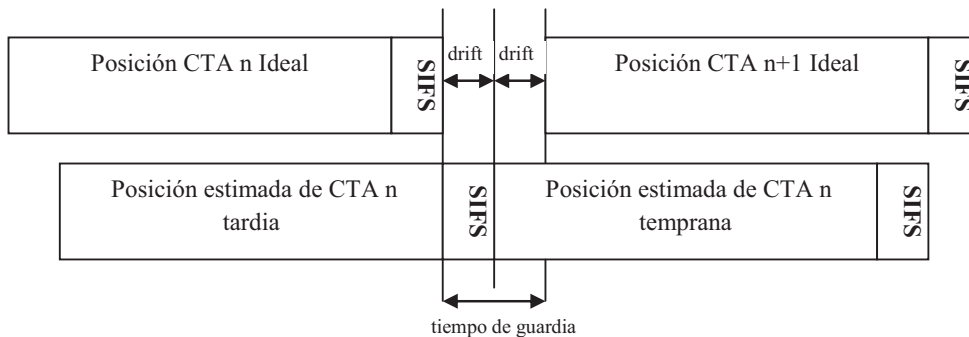 Posición CTA n Ideal
SIFS
drift
drift
Posición CTA n+1 Ideal
SIFS
Posición estimada de CTA n
tardia
SIFS
Posición estimada de CTA n
temprana
SIFS
tiempo de guardia